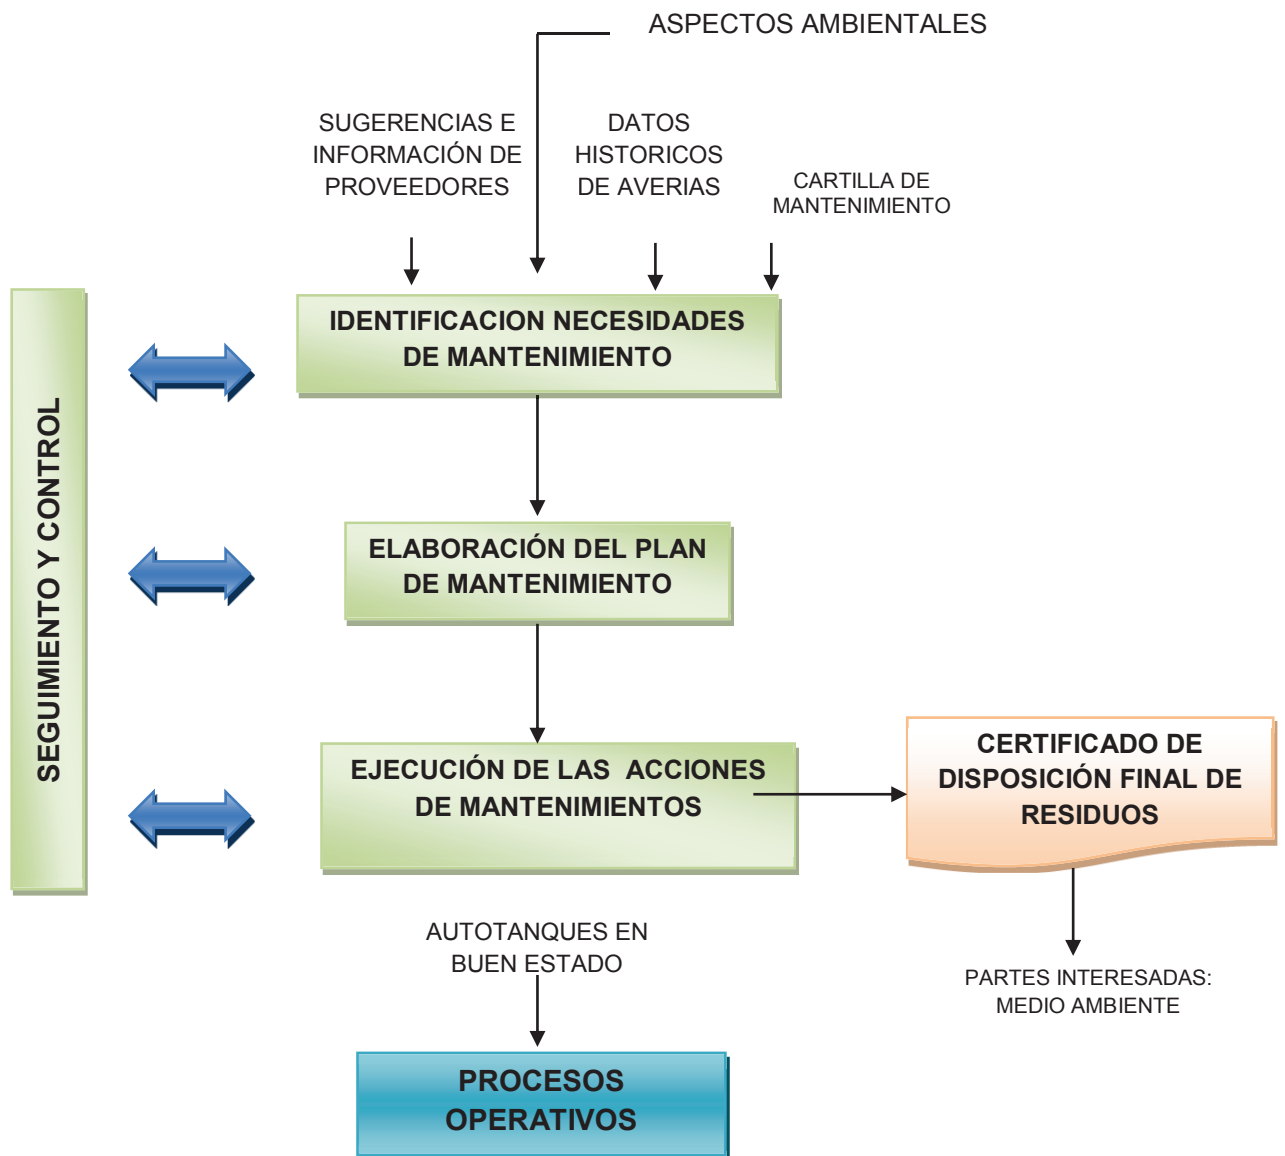 ASPECTOS AMBIENTALES
SUGERENCIAS E
INFORMACIÓN DE
PROVEEDORES
DATOS
HISTORICOS
DE AVERIAS
CARTILLA DE
MANTENIMIENTO
SEGUIMIENTO Y CONTROL
IDENTIFICACION NECESIDADES
DE MANTENIMIENTO
ELABORACIÓN DEL PLAN
DE MANTENIMIENTO
EJECUCIÓN DE LAS ACCIONES
DE MANTENIMIENTOS
CERTIFICADO DE
DISPOSICIÓN FINAL DE
RESIDUOS
AUTOTANQUES EN
BUEN ESTADO
PARTES INTERESADAS:
MEDIO AMBIENTE
PROCESOS
OPERATIVOS